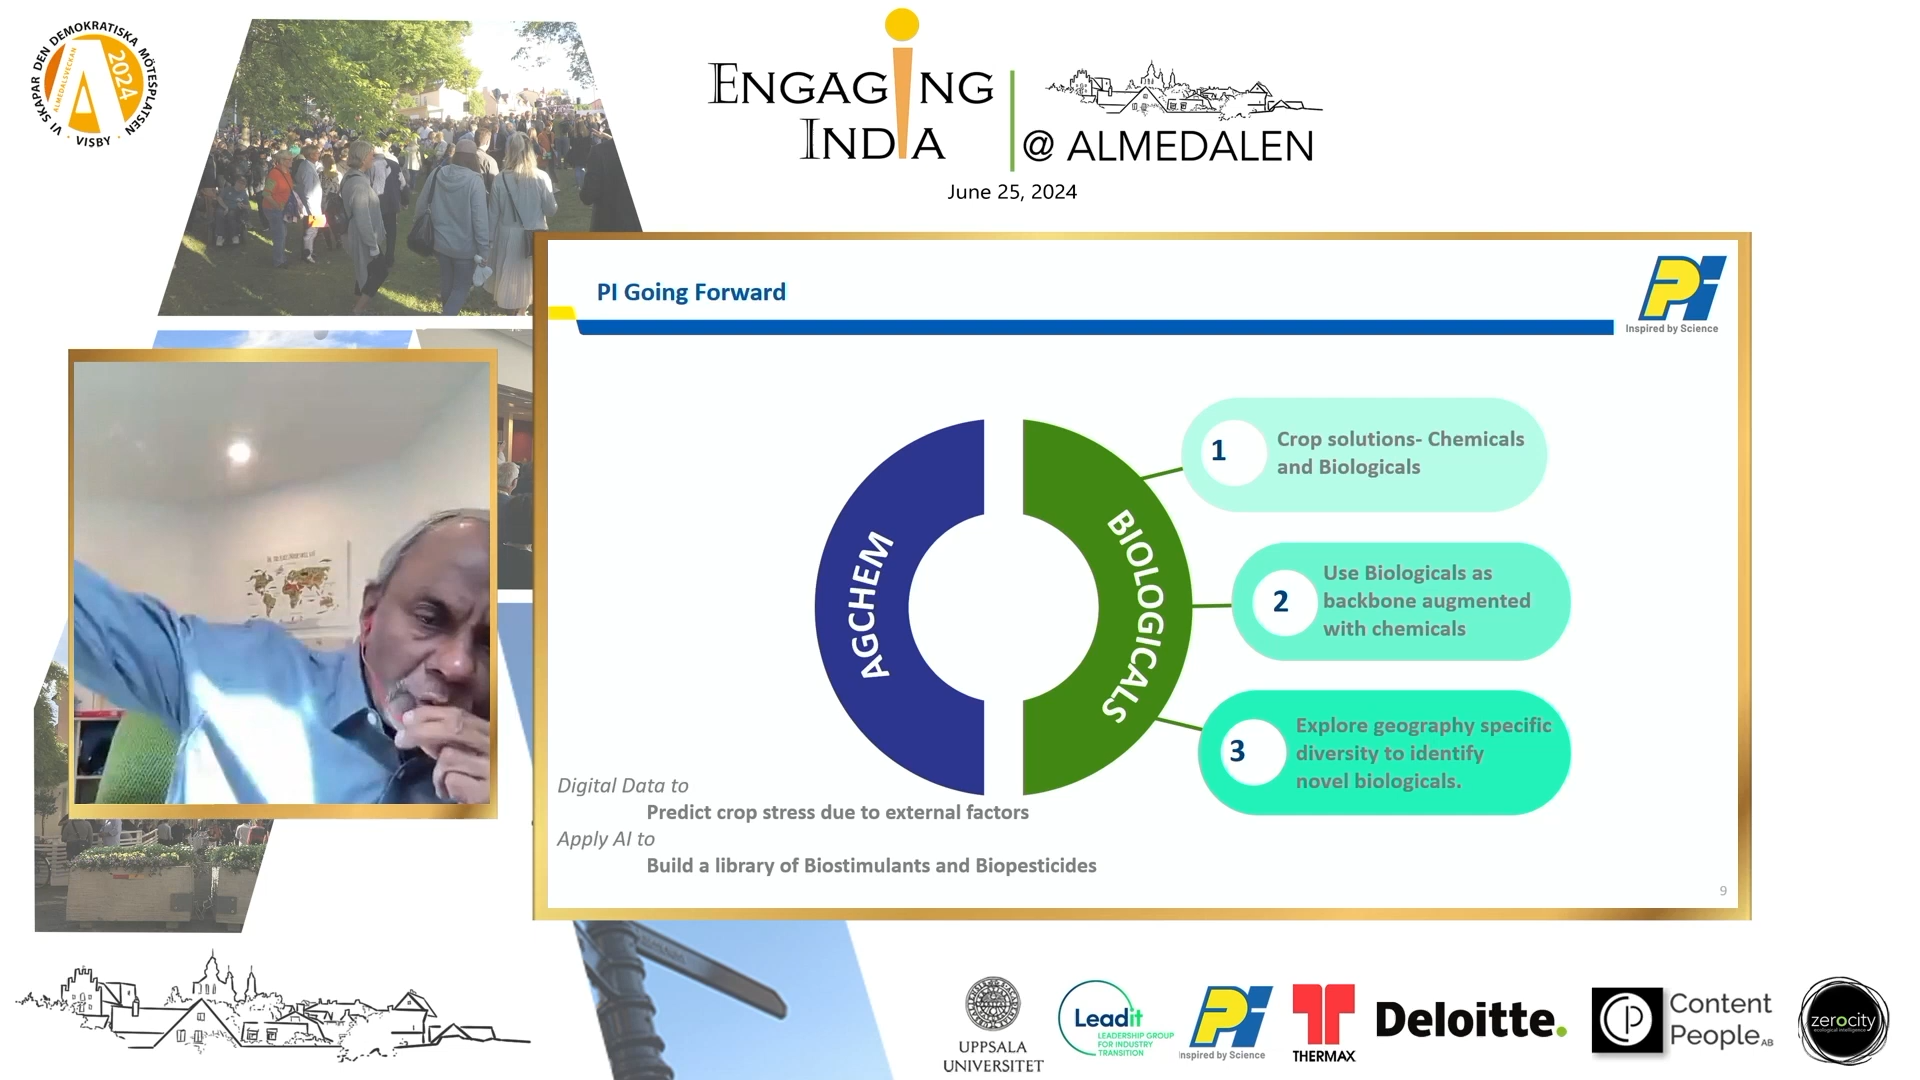 VI SKAPAR DEN DEMOKRATISKA MÖTESPLATSEN
ALMEDALSVECKAN
2024
VISBY
ENGAGING
INDIA
@ ALMEDALEN
June 25, 2024
PI Going Forward
PI
Inspired by Science
AGCHEM
BIOLOGICALS
1
Crop solutions- Chemicals
and Biologicals
2
Use Biologicals as
backbone augmented
with chemicals
3
Explore geography specific
diversity to identify
novel biologicals.
Digital Data to
Predict crop stress due to external factors
Apply AI to
Build a library of Biostimulants and Biopesticides
9
UPPSALA
UNIVERSITET
Leadit
LEADERSHIP GROUP
FOR INDUSTRY
TRANSITION
PI
Inspired by Science
THERMAX
Deloitte.
CP
Content
People AB
zerocity
ecological intelligence